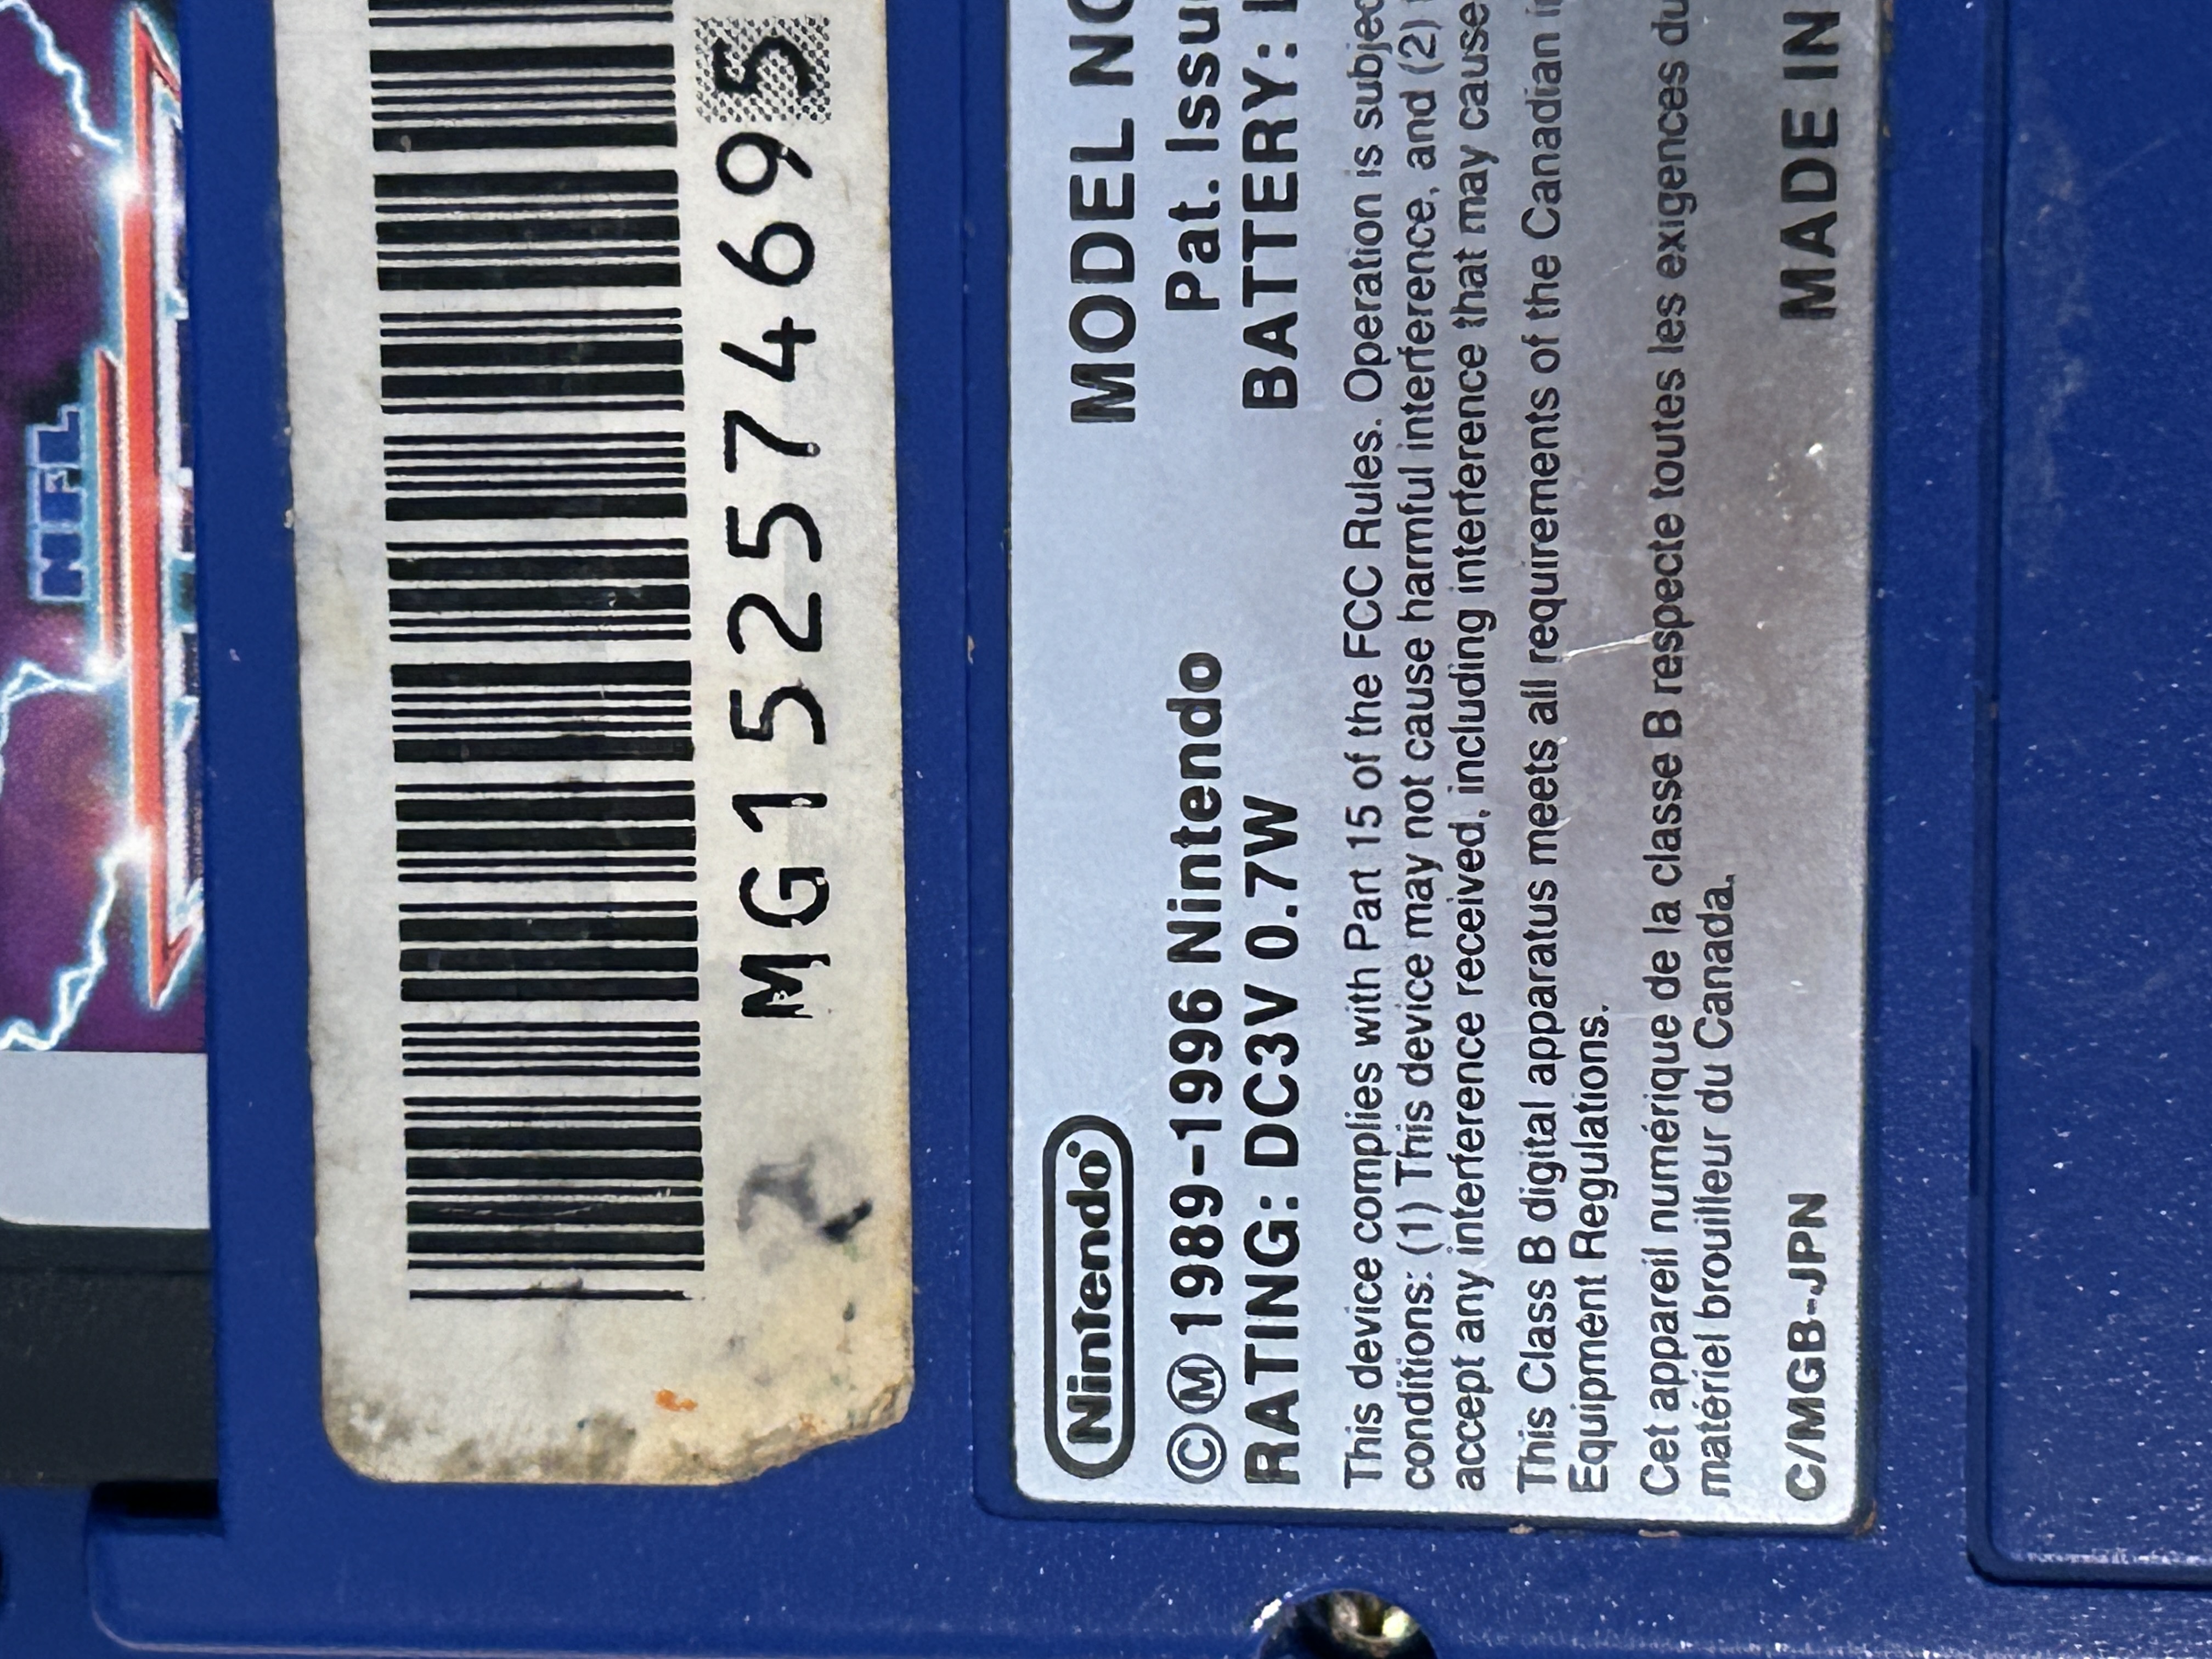 NFL
MG152574695
Nintendo
MODEL NO
©Ⓜ1989-1996 Nintendo
Pat. Issu
RATING: DC3V 0.7W
BATTERY:
This device complies with Part 15 of the FCC Rules. Operation is subjec
conditions: (1) This device may not cause harmful interference, and (2)
accept any interference received, including interference that may cause
This Class B digital apparatus meets all requirements of the Canadian
Equipment Regulations.
Cet appareil numérique de la classe B respecte toutes les exigences du
matériel brouilleur du Canada.
C/MGB-JPN
MADE IN